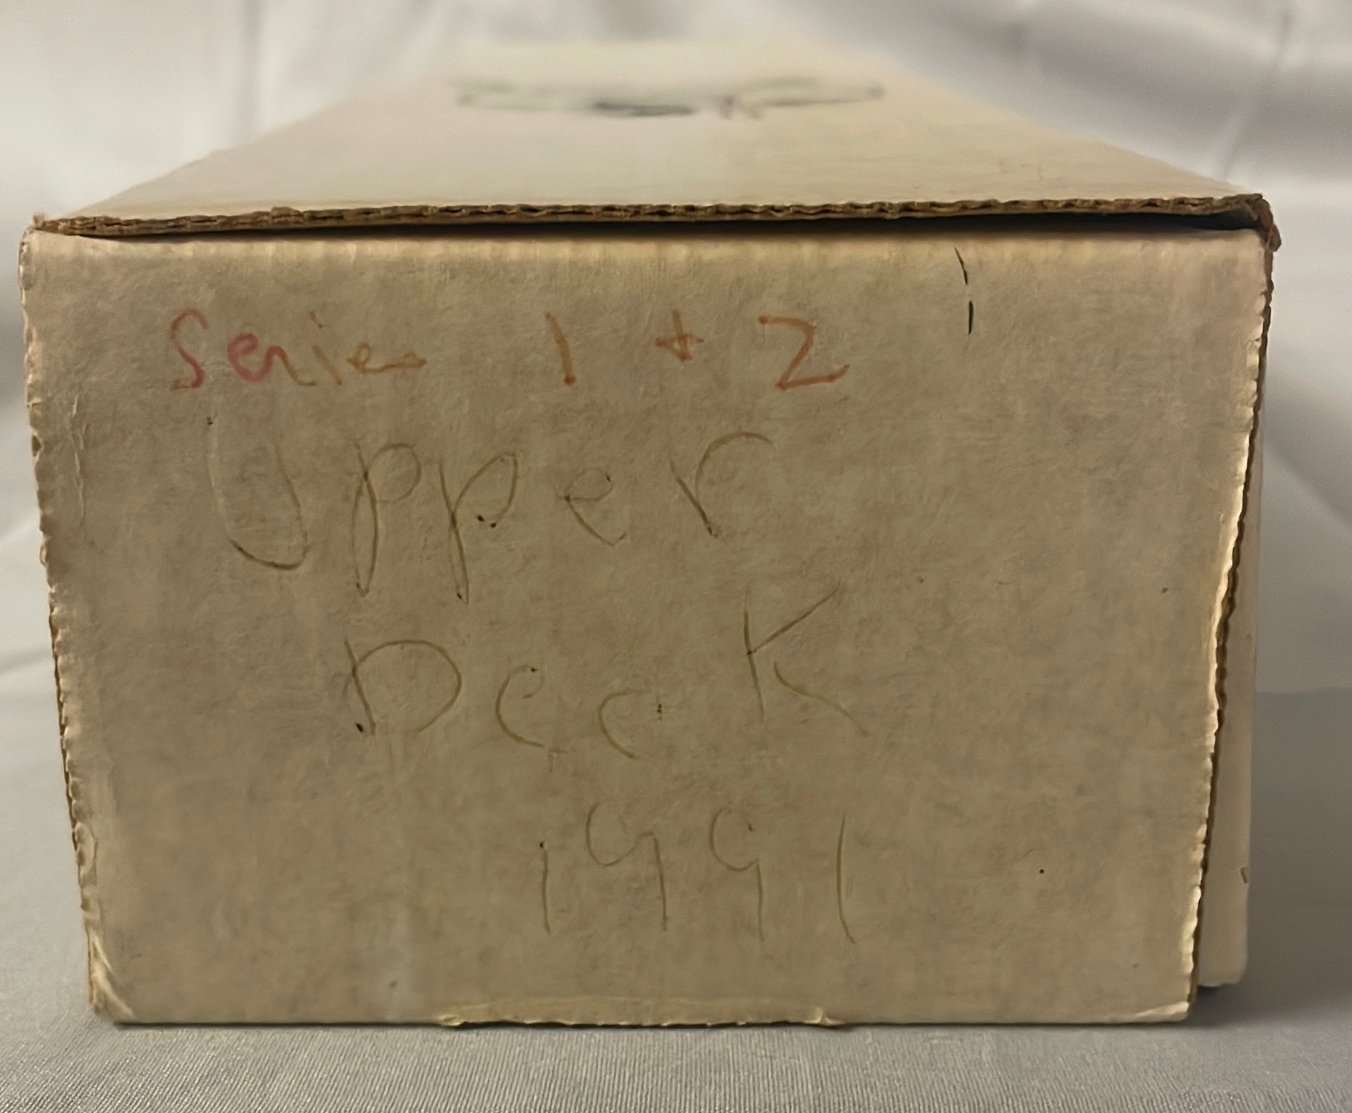 Series 1 + 2
Upper
Deck
1991